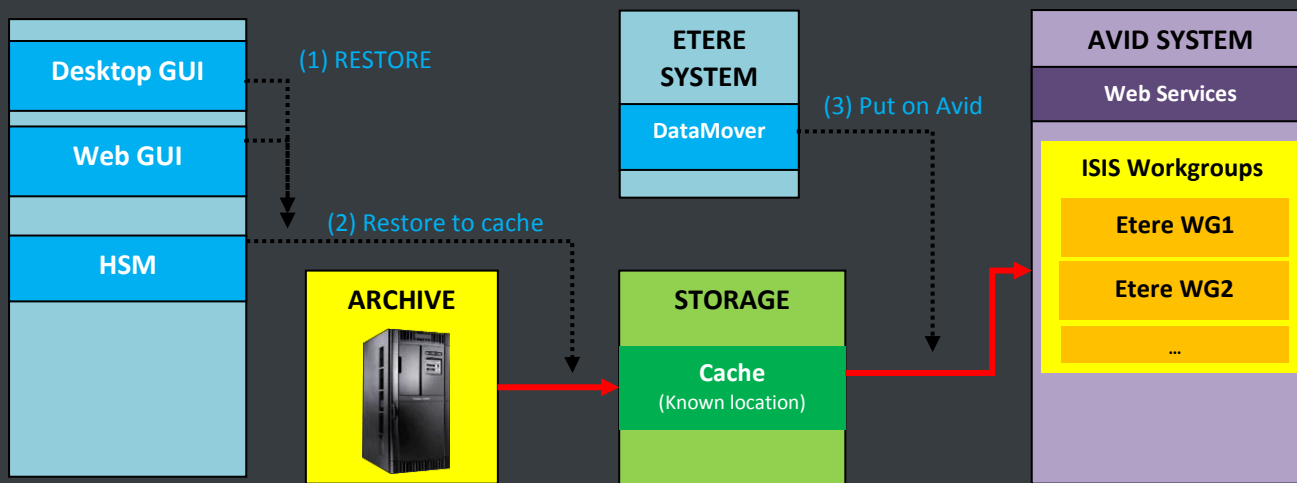 Desktop GUI
Web GUI
HSM
(1) RESTORE
(2) Restore to cache
ARCHIVE
ETERE
SYSTEM
DataMover
(3) Put on Avid
STORAGE
Cache
(Known location)
AVID SYSTEM
Web Services
ISIS Workgroups
Etere WG1
Etere WG2
...